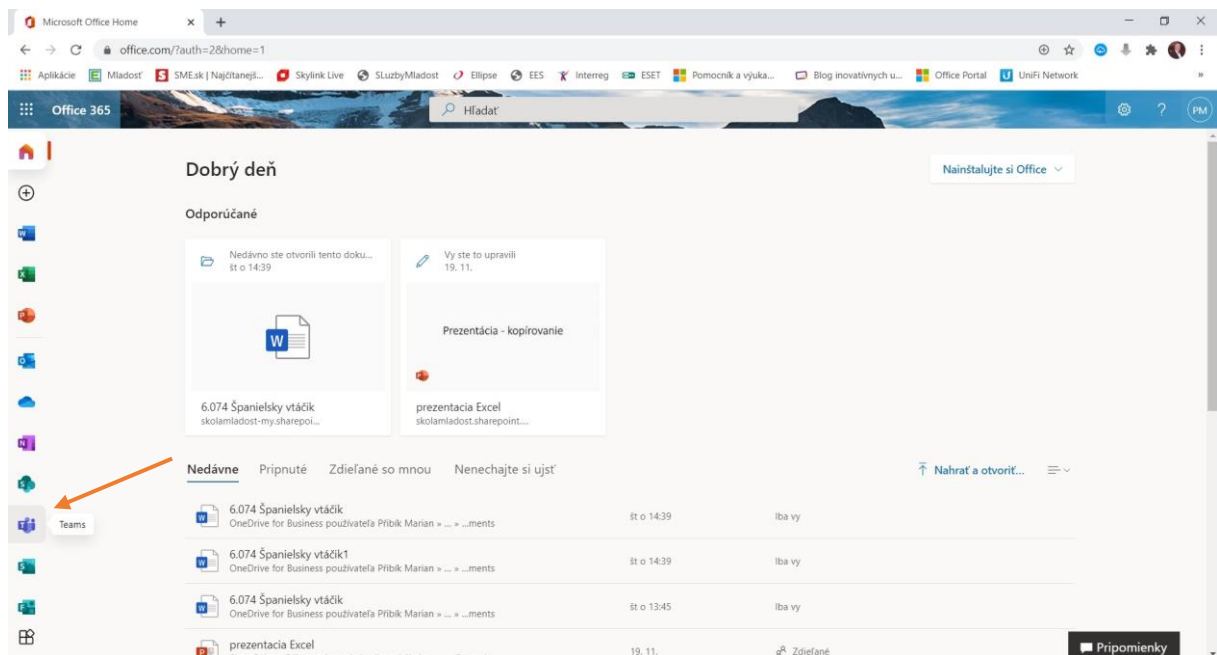 Microsoft Office Home
office.com/?auth=2&home=1
Aplikácie Mladosť SME.sk | Najčítanejš... Skylink Live SLuzbyMladost Ellipse EES Interreg ESET Pomocník a výuka... Blog inovatívnych u... Office Portal UniFi Network
Office 365 Hľadať PM
Dobrý deň Nainštalujte si Office
Odporúčané
Nedávno ste otvorili tento doku...
št o 14:39
Vy ste to upravili
19. 11.
Prezentácia - kopírovanie
6.074 Španielsky vtáčik
skolamladost-my.sharepoi...
prezentacia Excel
skolamladost.sharepoint....
Nedávne Pripnuté Zdieľané so mnou Nenechajte si ujsť Nahrať a otvoriť...
6.074 Španielsky vtáčik
OneDrive for Business používateľa Přibík Marian » ... » ...ments št o 14:39 Iba vy
Teams
6.074 Španielsky vtáčik1
OneDrive for Business používateľa Přibík Marian » ... » ...ments št o 14:39 Iba vy
6.074 Španielsky vtáčik
OneDrive for Business používateľa Přibík Marian » ... » ...ments št o 13:45 Iba vy
prezentacia Excel
19. 11. Zdieľané
Pripomienky